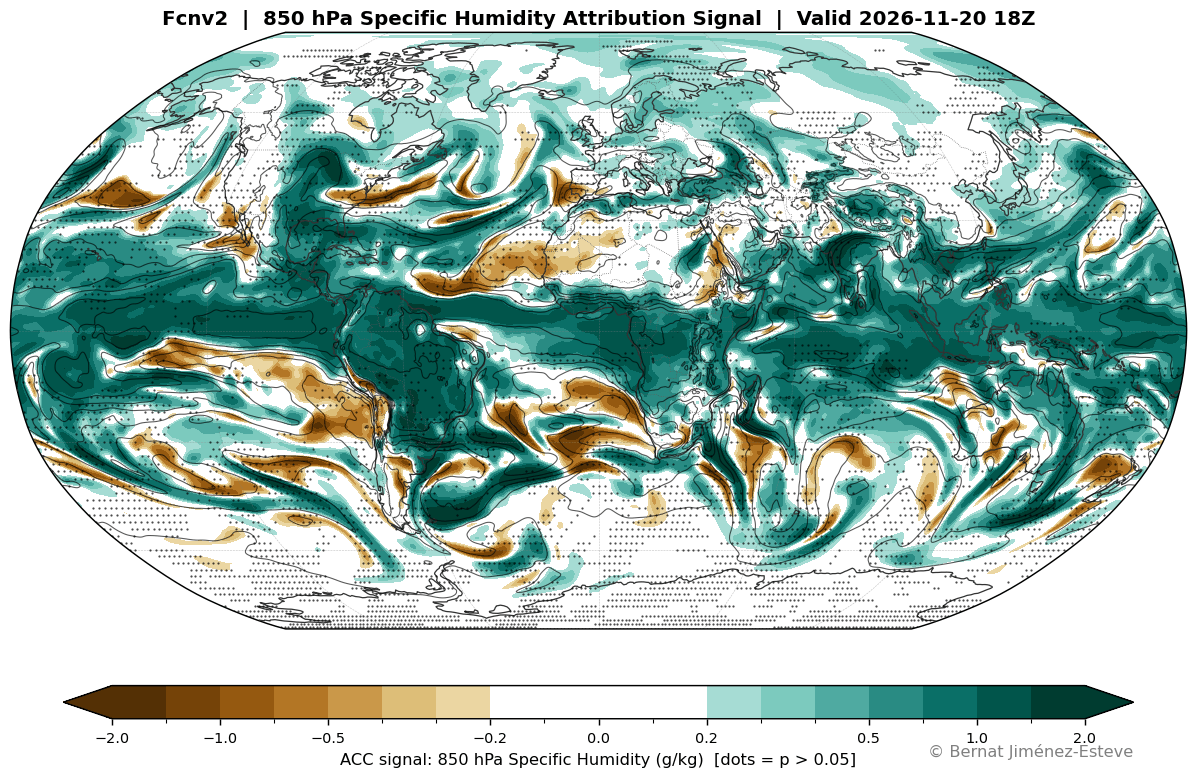 Fcnv2 | 850 hPa Specific Humidity Attribution Signal | Valid 2026-11-20 18Z
−2.0 −1.0 −0.5 −0.2 0.0 0.2 0.5 1.0 2.0
© Bernat Jiménez-Esteve
ACC signal: 850 hPa Specific Humidity (g/kg) [dots = p > 0.05]